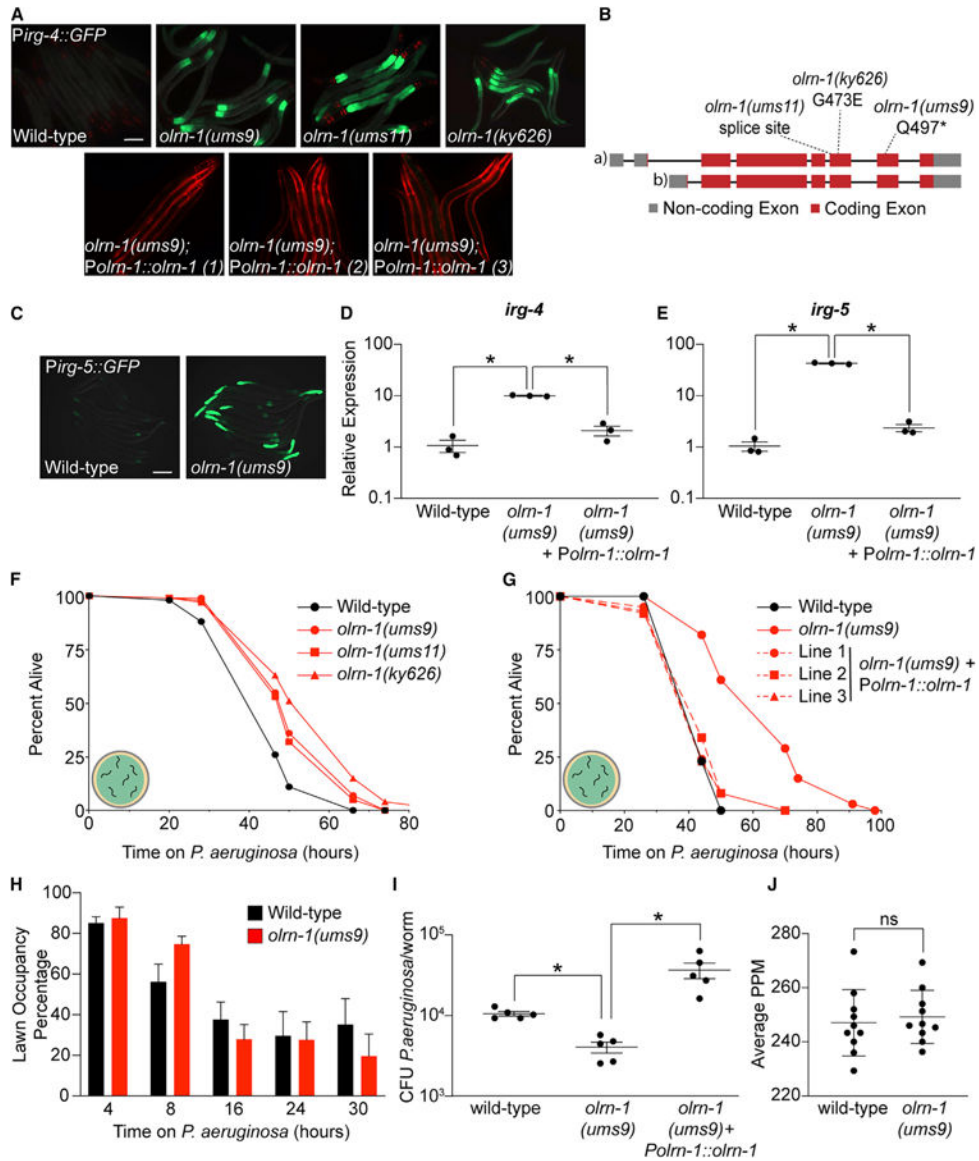 A
Pirg-4::GFP
Wild-type
olrn-1(ums9)
olrn-1(ums11)
olrn-1(ky626)
olrn-1(ums9);
Polrn-1::olrn-1 (1)
olrn-1(ums9);
Polrn-1::olrn-1 (2)
olrn-1(ums9);
Polrn-1::olrn-1 (3)
B
olrn-1(ky626)
G473E
olrn-1(ums11)
splice site
olrn-1(ums9)
Q497*
a)
b)
Non-coding Exon
Coding Exon
C
Pirg-5::GFP
Wild-type
olrn-1(ums9)
D
irg-4
Relative Expression
100
10
1
0.1
*
*
Wild-type
olrn-1
(ums9)
olrn-1
(ums9)
+ Polrn-1::olrn-1
E
irg-5
100
10
1
0.1
*
*
Wild-type
olrn-1
(ums9)
olrn-1
(ums9)
+ Polrn-1::olrn-1
F
Percent Alive
100
75
50
25
0
0
20
40
60
80
Time on P. aeruginosa (hours)
Wild-type
olrn-1(ums9)
olrn-1(ums11)
olrn-1(ky626)
G
Percent Alive
100
75
50
25
0
0
20
40
60
80
100
Time on P. aeruginosa (hours)
Wild-type
olrn-1(ums9)
Line 1
Line 2
Line 3
olrn-1(ums9) +
Polrn-1::olrn-1
H
Lawn Occupancy
Percentage
100
80
60
40
20
0
4
8
16
24
30
Time on P. aeruginosa (hours)
Wild-type
olrn-1(ums9)
I
CFU P.aeruginosa/worm
10⁵
10⁴
10³
*
*
wild-type
olrn-1
(ums9)
olrn-1
(ums9)+
Polrn-1::olrn-1
J
Average PPM
280
260
240
220
ns
wild-type
olrn-1
(ums9)